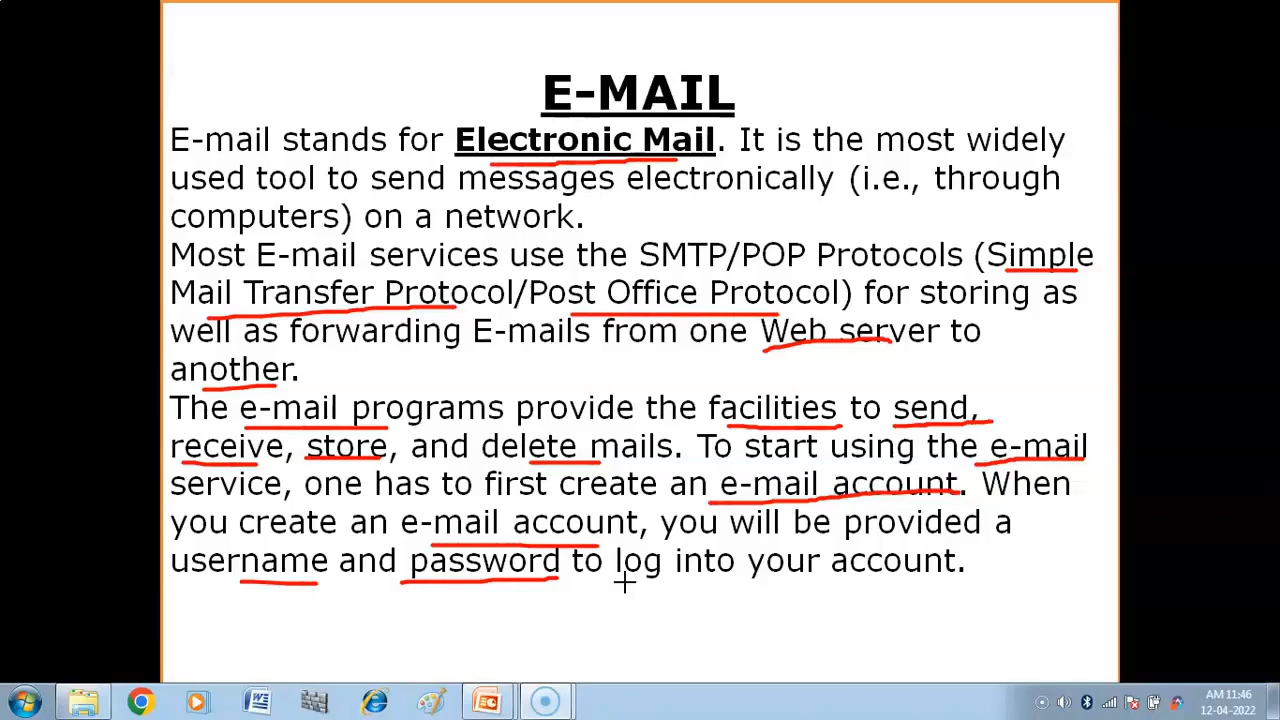 E-MAIL
E-mail stands for Electronic Mail. It is the most widely
used tool to send messages electronically (i.e., through
computers) on a network.
Most E-mail services use the SMTP/POP Protocols (Simple
Mail Transfer Protocol/Post Office Protocol) for storing as
well as forwarding E-mails from one Web server to
another.
The e-mail programs provide the facilities to send,
receive, store, and delete mails. To start using the e-mail
service, one has to first create an e-mail account. When
you create an e-mail account, you will be provided a
username and password to log into your account.
AM 11:46
12-04-2022